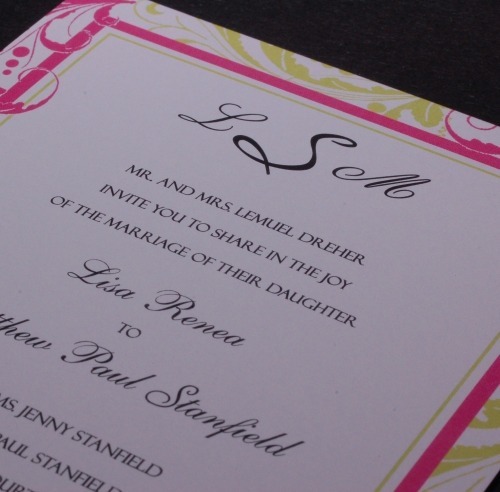 L S M
MR. AND MRS. LEMUEL DREHER
INVITE YOU TO SHARE IN THE JOY
OF THE MARRIAGE OF THEIR DAUGHTER
Lisa Renea
TO
Paul Stanfield
MS. JENNY STANFIELD
PAUL STANFIELD